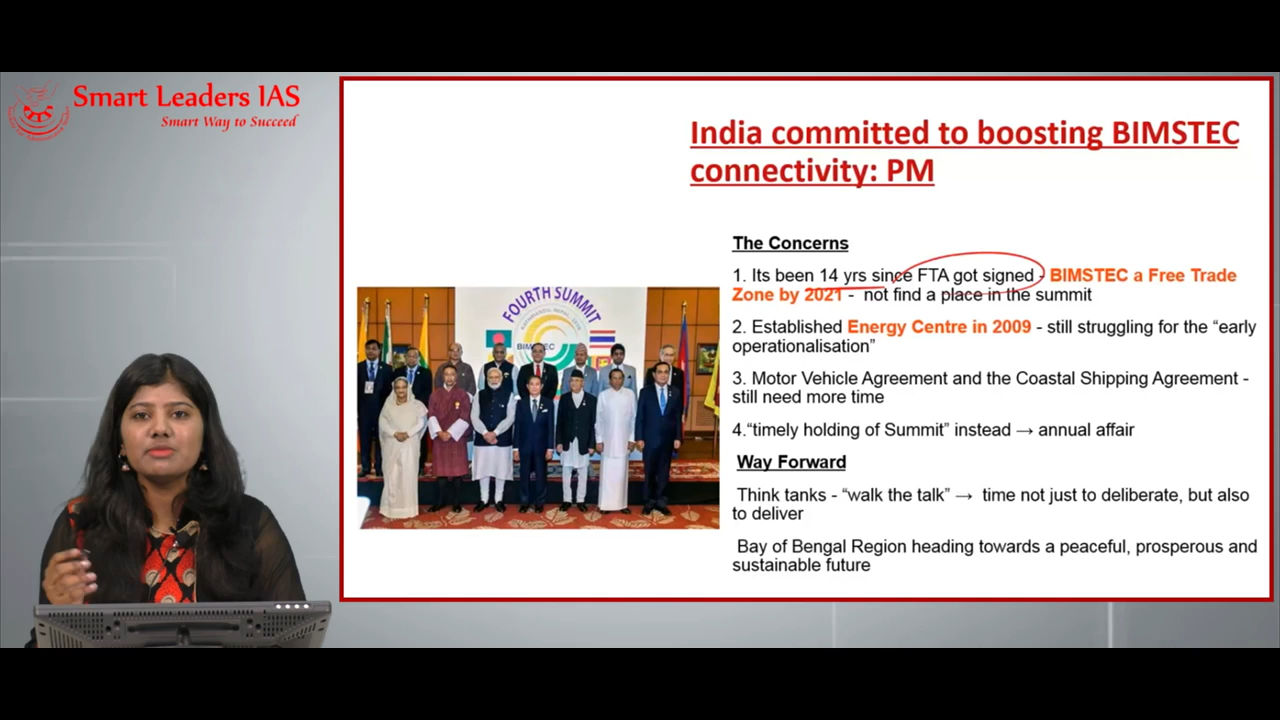 Smart Leaders IAS
Smart Way to Succeed
India committed to boosting BIMSTEC
connectivity: PM
FOURTH SUMMIT
BIMSTEC
The Concerns
1. Its been 14 yrs since FTA got signed - BIMSTEC a Free Trade
Zone by 2021 - not find a place in the summit
2. Established Energy Centre in 2009 - still struggling for the “early
operationalisation”
3. Motor Vehicle Agreement and the Coastal Shipping Agreement -
still need more time
4.“timely holding of Summit” instead → annual affair
Way Forward
Think tanks - “walk the talk” → time not just to deliberate, but also
to deliver
Bay of Bengal Region heading towards a peaceful, prosperous and
sustainable future